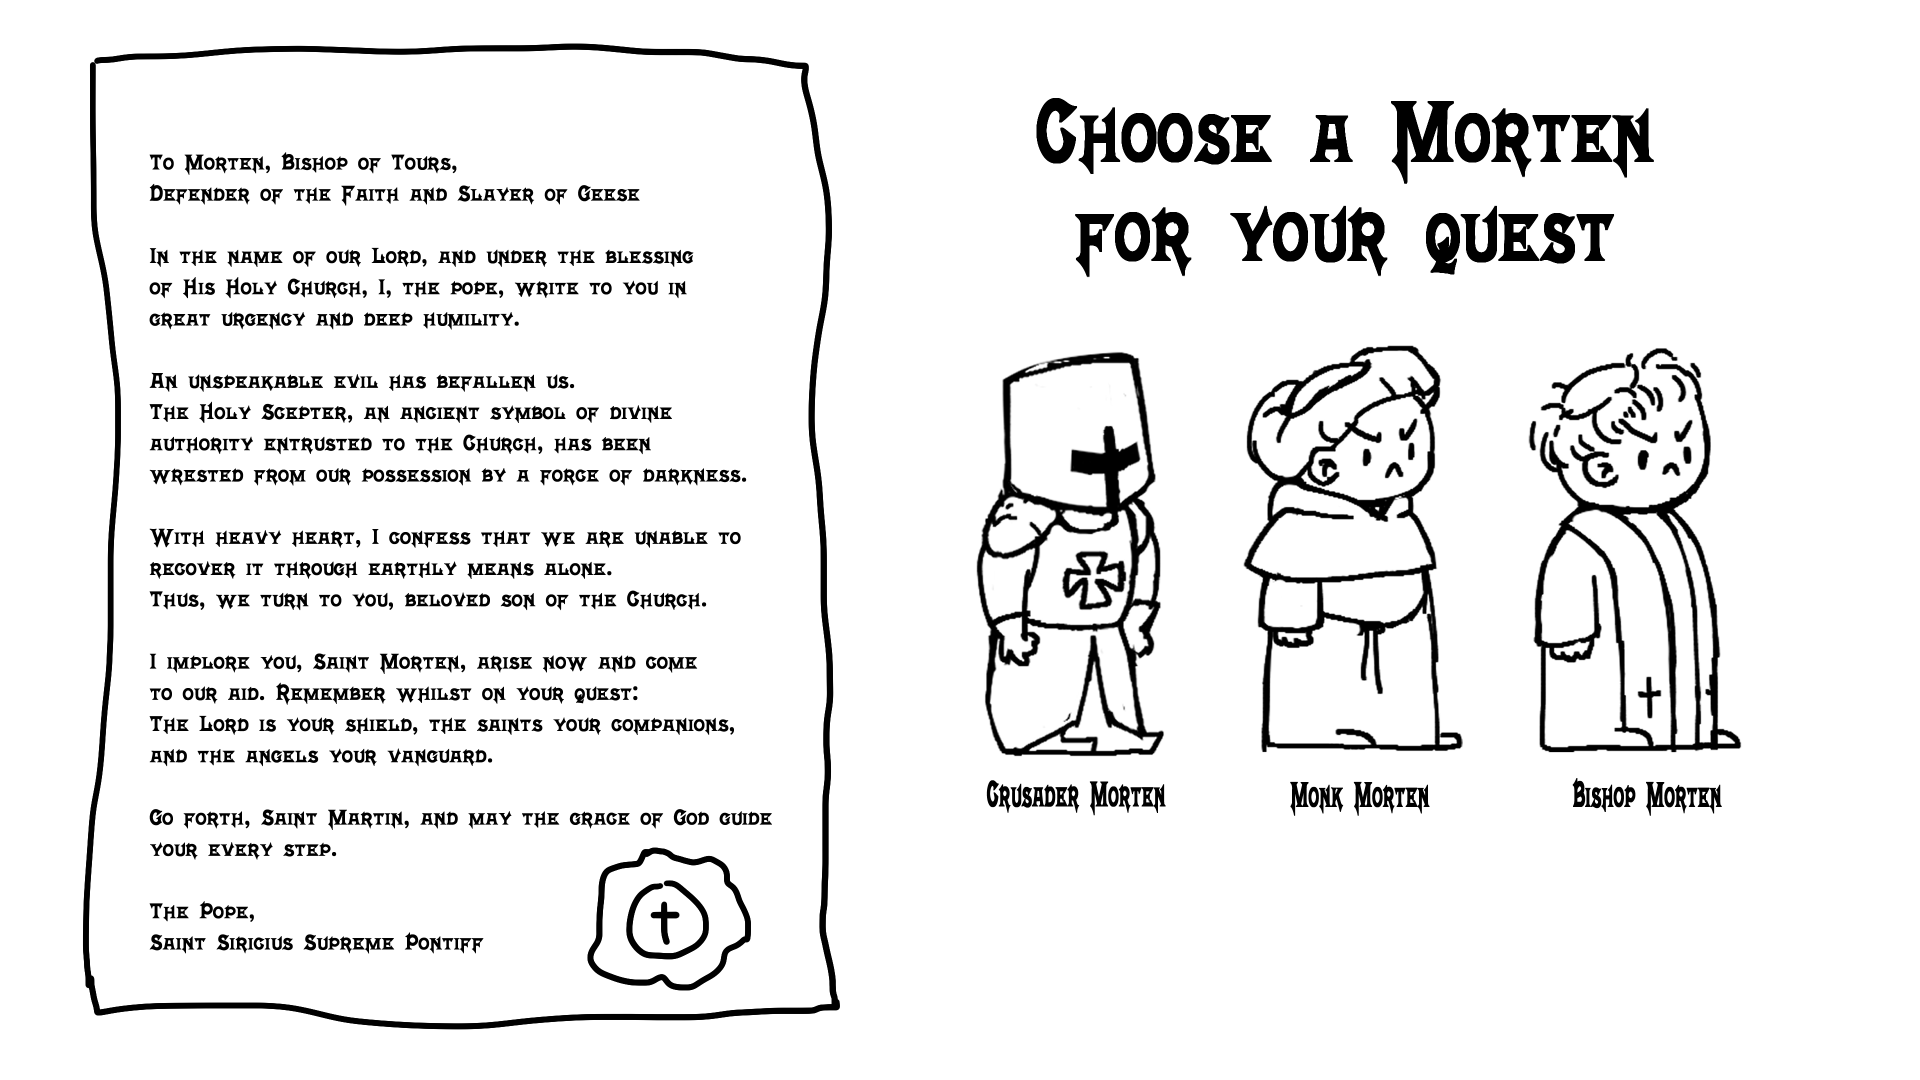 To Morten, Bishop of Tours,
Defender of the Faith and Slayer of Geese
In the name of our Lord, and under the blessing
of His Holy Church, I, the pope, write to you in
great urgency and deep humility.
An unspeakable evil has befallen us.
The Holy Scepter, an ancient symbol of divine
authority entrusted to the Church, has been
wrested from our possession by a force of darkness.
With heavy heart, I confess that we are unable to
recover it through earthly means alone.
Thus, we turn to you, beloved son of the Church.
I implore you, Saint Morten, arise now and come
to our aid. Remember whilst on your quest:
The Lord is your shield, the saints your companions,
and the angels your vanguard.
Go forth, Saint Martin, and may the grace of God guide
your every step.
The Pope,
Saint Siricius Supreme Pontiff
Choose a Morten
for your quest
Crusader Morten
Monk Morten
Bishop Morten